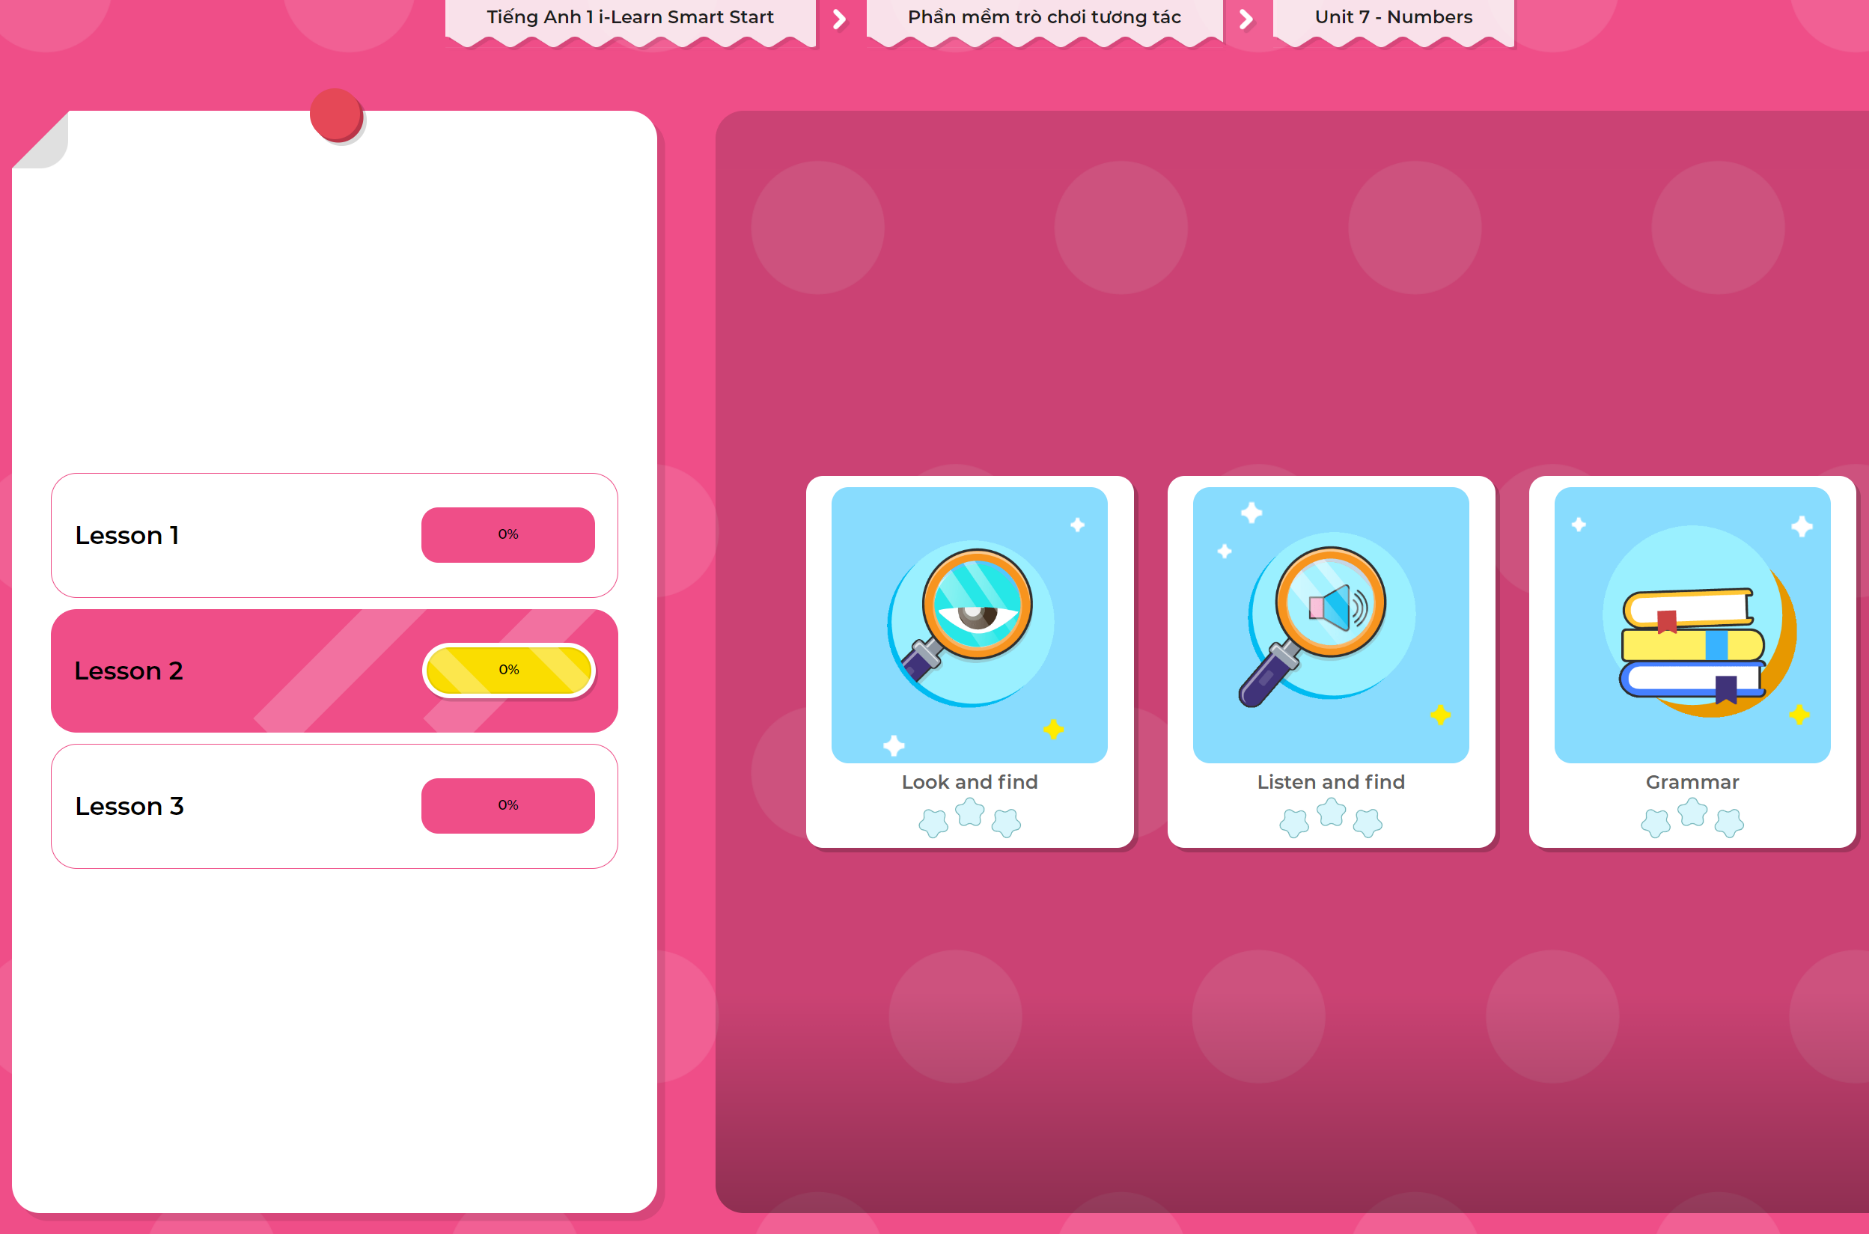 Tiếng Anh 1 i-Learn Smart Start
Phần mềm trò chơi tương tác
Unit 7 - Numbers
Lesson 1
0%
Lesson 2
0%
Lesson 3
0%
Look and find
Listen and find
Grammar